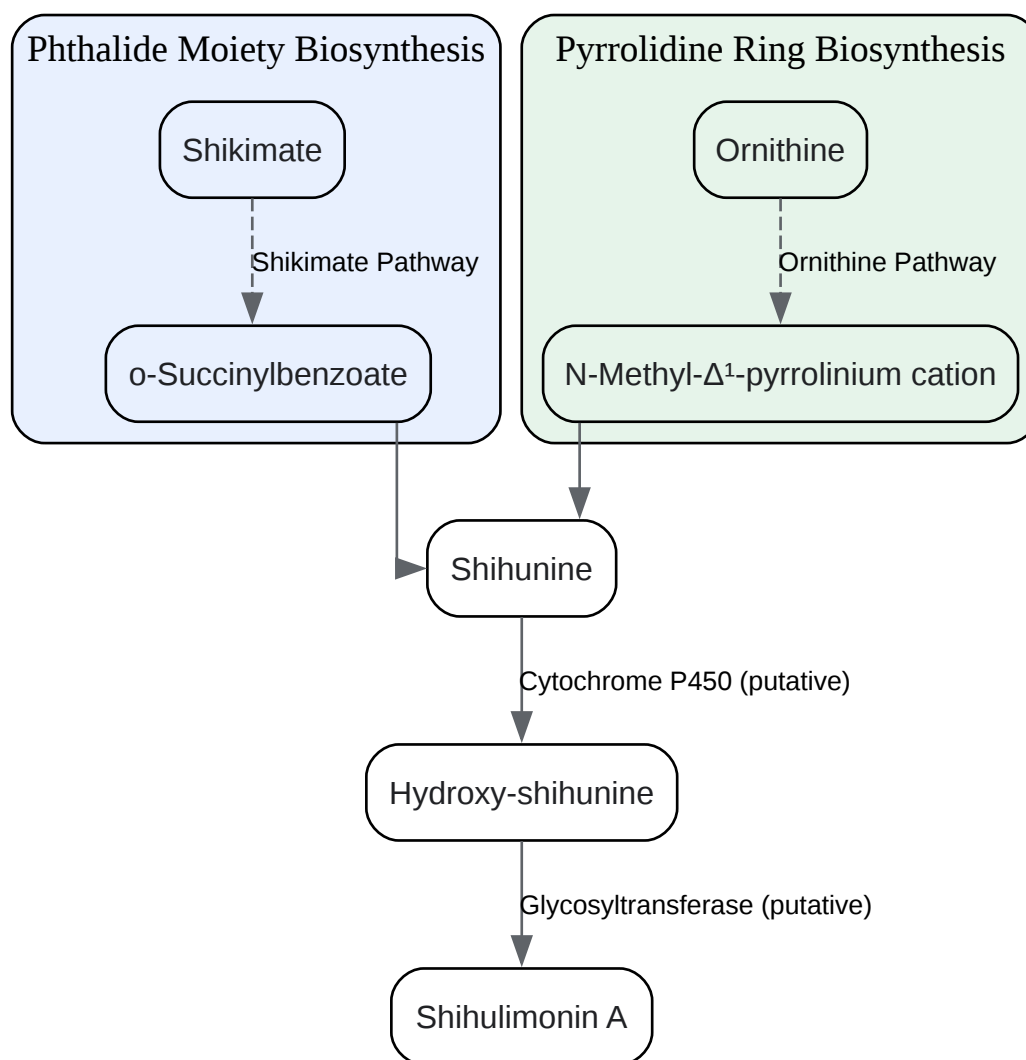 Phthalide Moiety Biosynthesis
Shikimate
Shikimate Pathway
o-Succinylbenzoate
Pyrrolidine Ring Biosynthesis
Ornithine
Ornithine Pathway
N-Methyl-Δ¹-pyrrolinium cation
Shihunine
Cytochrome P450 (putative)
Hydroxy-shihunine
Glycosyltransferase (putative)
Shihulimonin A